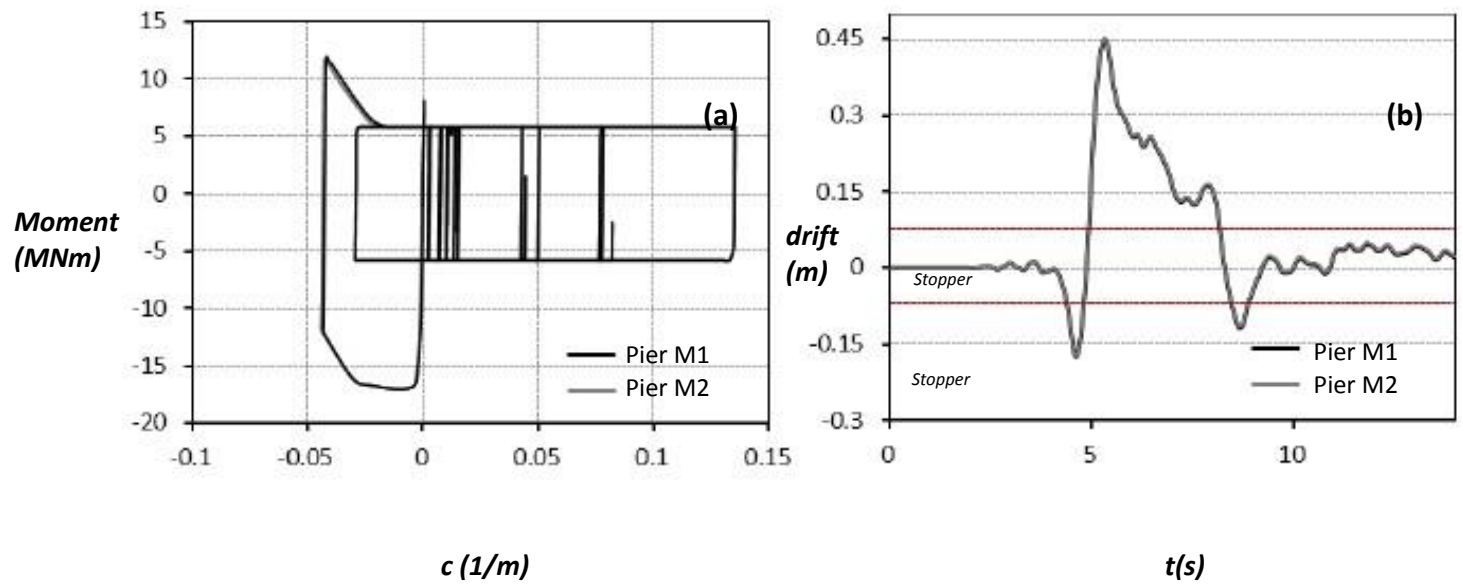 15
10
5
0
-5
-10
-15
-20
-0.1 -0.05 0 0.05 0.1 0.15
Moment
(MNm)
(a)
Pier M1
Pier M2
c (1/m)
0.45
0.3
0.15
0
-0.15
-0.3
0 5 10
drift
(m)
(b)
Stopper
Stopper
Pier M1
Pier M2
t(s)